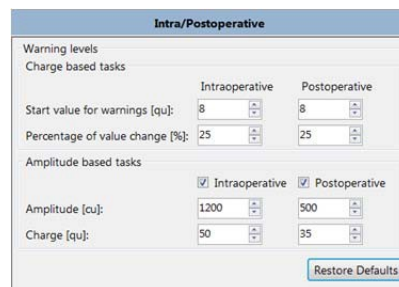 Intra/Postoperative
Warning levels
Charge based tasks
Intraoperative Postoperative
Start value for warnings [qu]: 8 8
Percentage of value change [%]: 25 25
Amplitude based tasks
Intraoperative Postoperative
Amplitude [cu]: 1200 500
Charge [qu]: 50 35
Restore Defaults